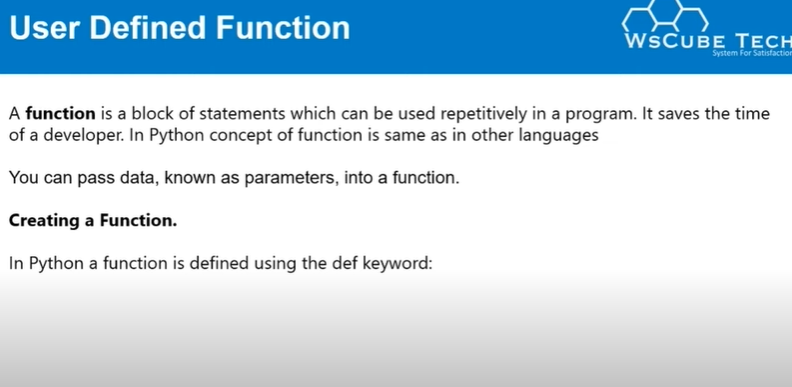 User Defined Function
WsCube Tech
System For Satisfaction
A function is a block of statements which can be used repetitively in a program. It saves the time
of a developer. In Python concept of function is same as in other languages
You can pass data, known as parameters, into a function.
Creating a Function.
In Python a function is defined using the def keyword: